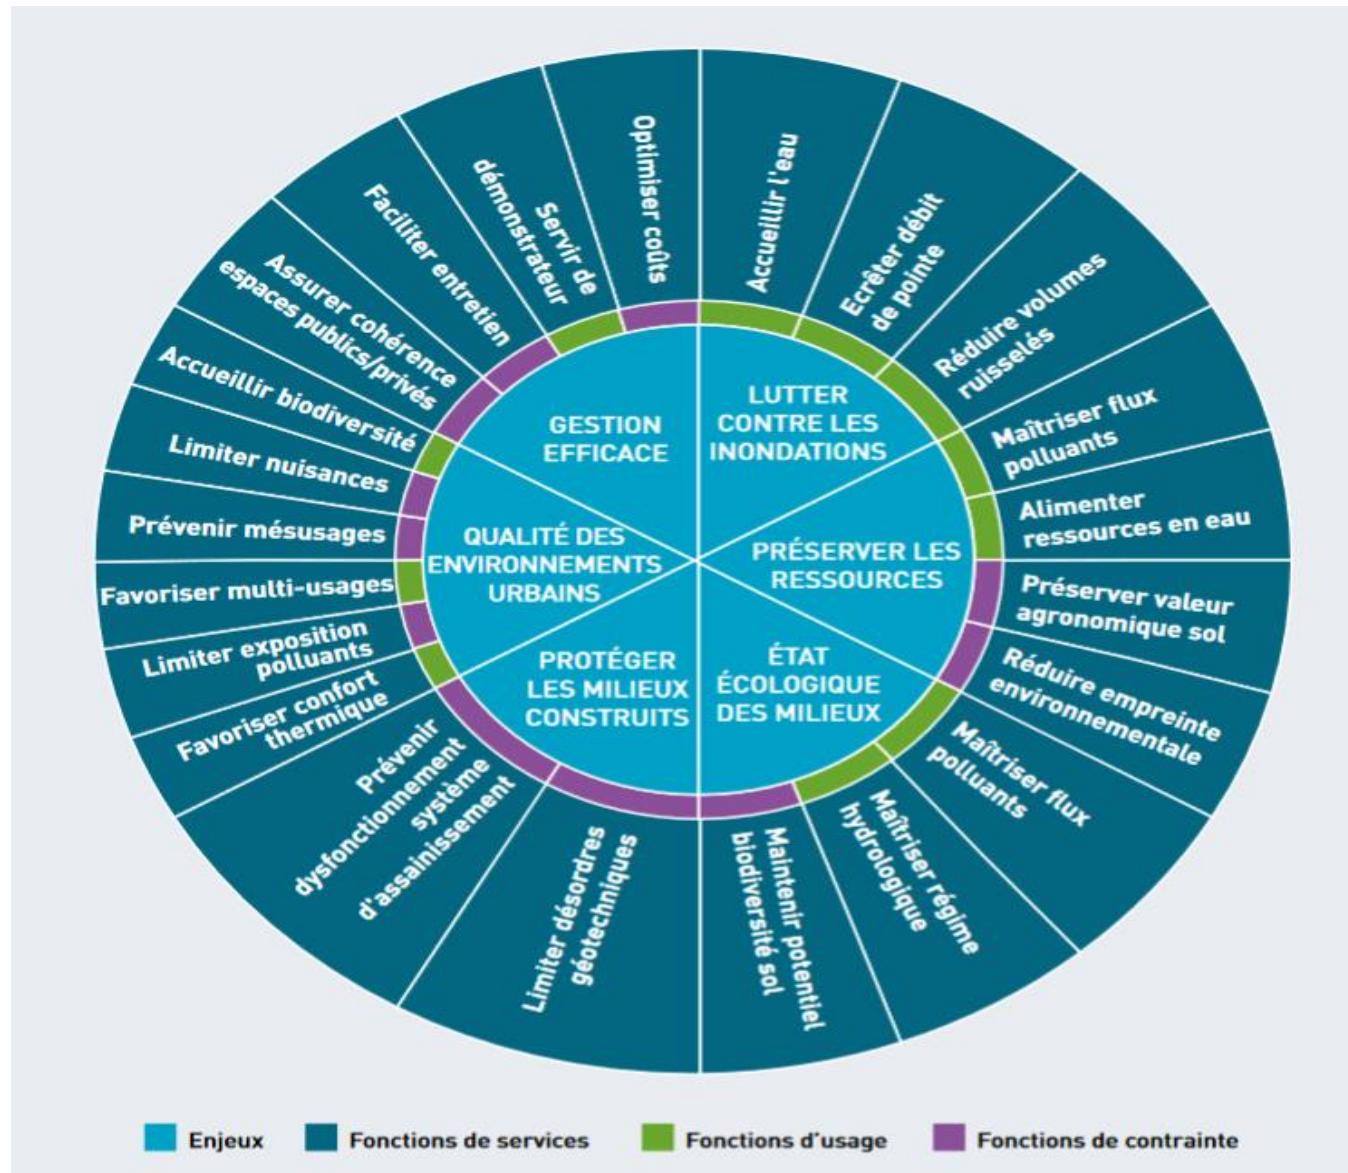 Optimiser coûts
Accueillir l'eau
Ecrêter débit
de pointe
Réduire volumes
ruisselés
Maîtriser flux
polluants
Alimenter
ressources en eau
Préserver valeur
agronomique sol
Réduire empreinte
environnementale
Maîtriser flux
polluants
Maîtriser régime
hydrologique
Maintenir potentiel
biodiversité sol
Limiter désordres
géotechniques
Prévenir
dysfonctionnement
système
d'assainissement
Favoriser confort
thermique
Limiter exposition
polluants
Favoriser multi-usages
Prévenir mésusages
Limiter nuisances
Accueillir biodiversité
Assurer cohérence
espaces publics/privés
Faciliter entretien
Servir de
démonstrateur
GESTION
EFFICACE
LUTTER
CONTRE LES
INONDATIONS
PRÉSERVER LES
RESSOURCES
ÉTAT
ÉCOLOGIQUE
DES MILIEUX
PROTÉGER
LES MILIEUX
CONSTRUITS
QUALITÉ DES
ENVIRONNEMENTS
URBAINS
Enjeux
Fonctions de services
Fonctions d'usage
Fonctions de contrainte